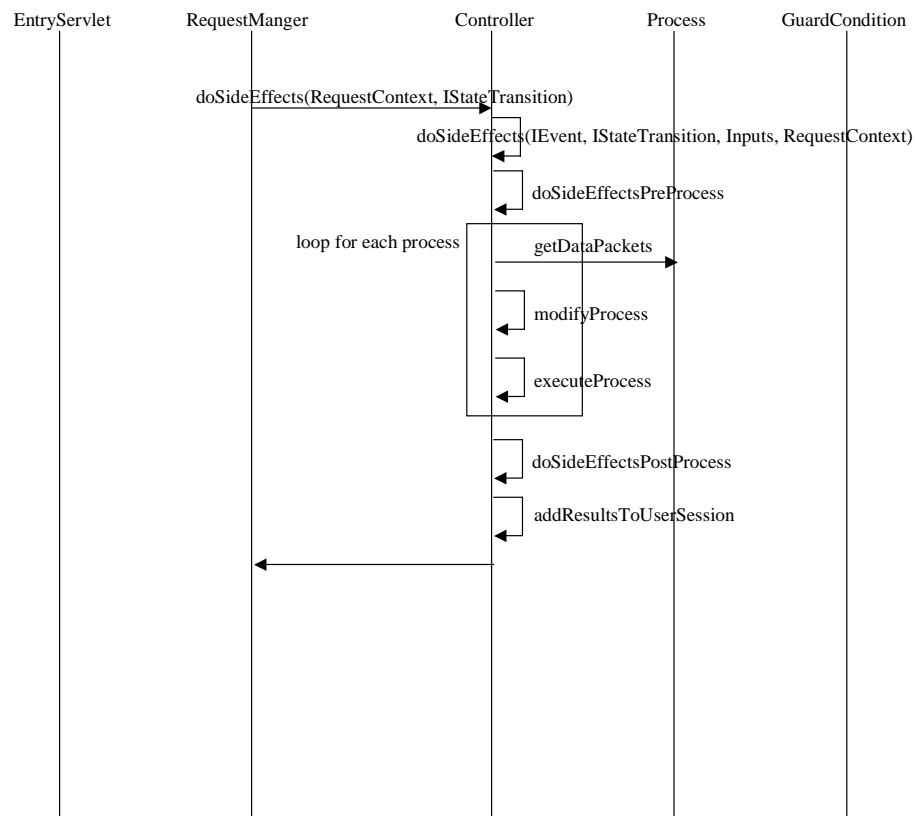 EntryServlet
RequestManger
Controller
Process
GuardCondition
doSideEffects(RequestContext, IStateTransition)
doSideEffects(IEvent, IStateTransition, Inputs, RequestContext)
doSideEffectsPreProcess
loop for each process
getDataPackets
modifyProcess
executeProcess
doSideEffectsPostProcess
addResultsToUserSession